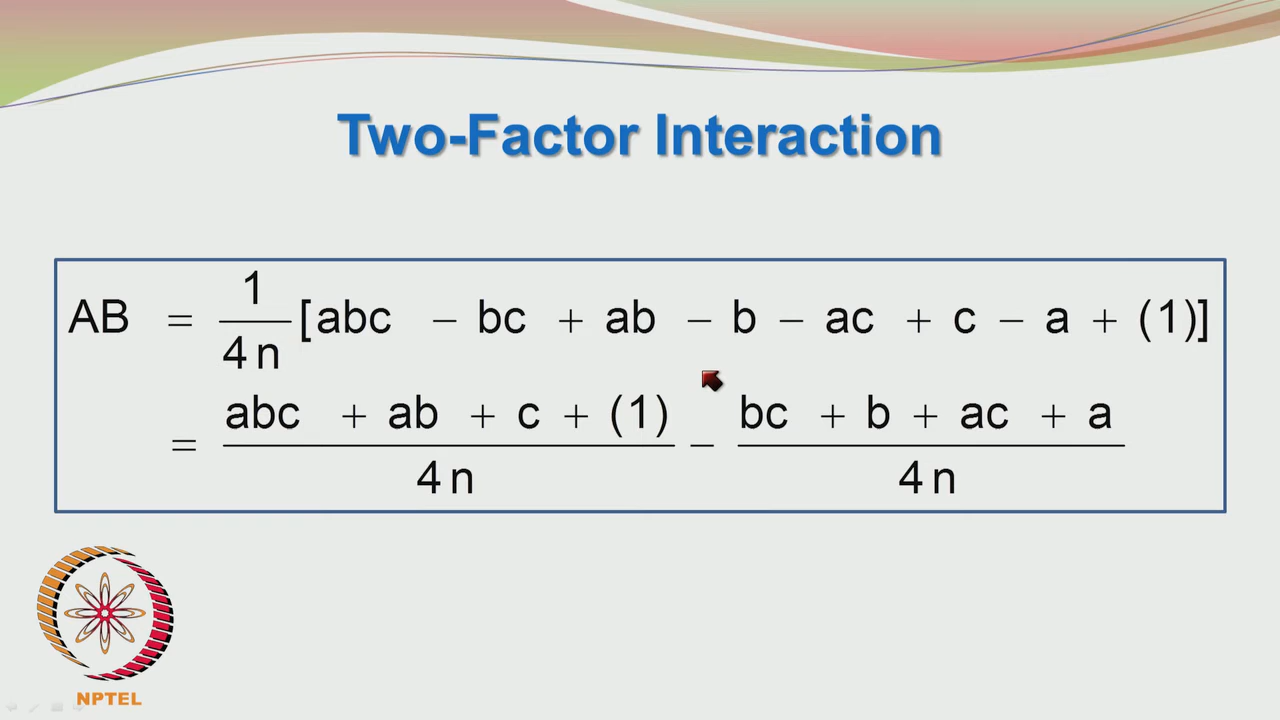 Two-Factor Interaction
AB = 1/4n [abc − bc + ab − b − ac + c − a + (1)]
= abc + ab + c + (1)/4n − bc + b + ac + a/4n
NPTEL